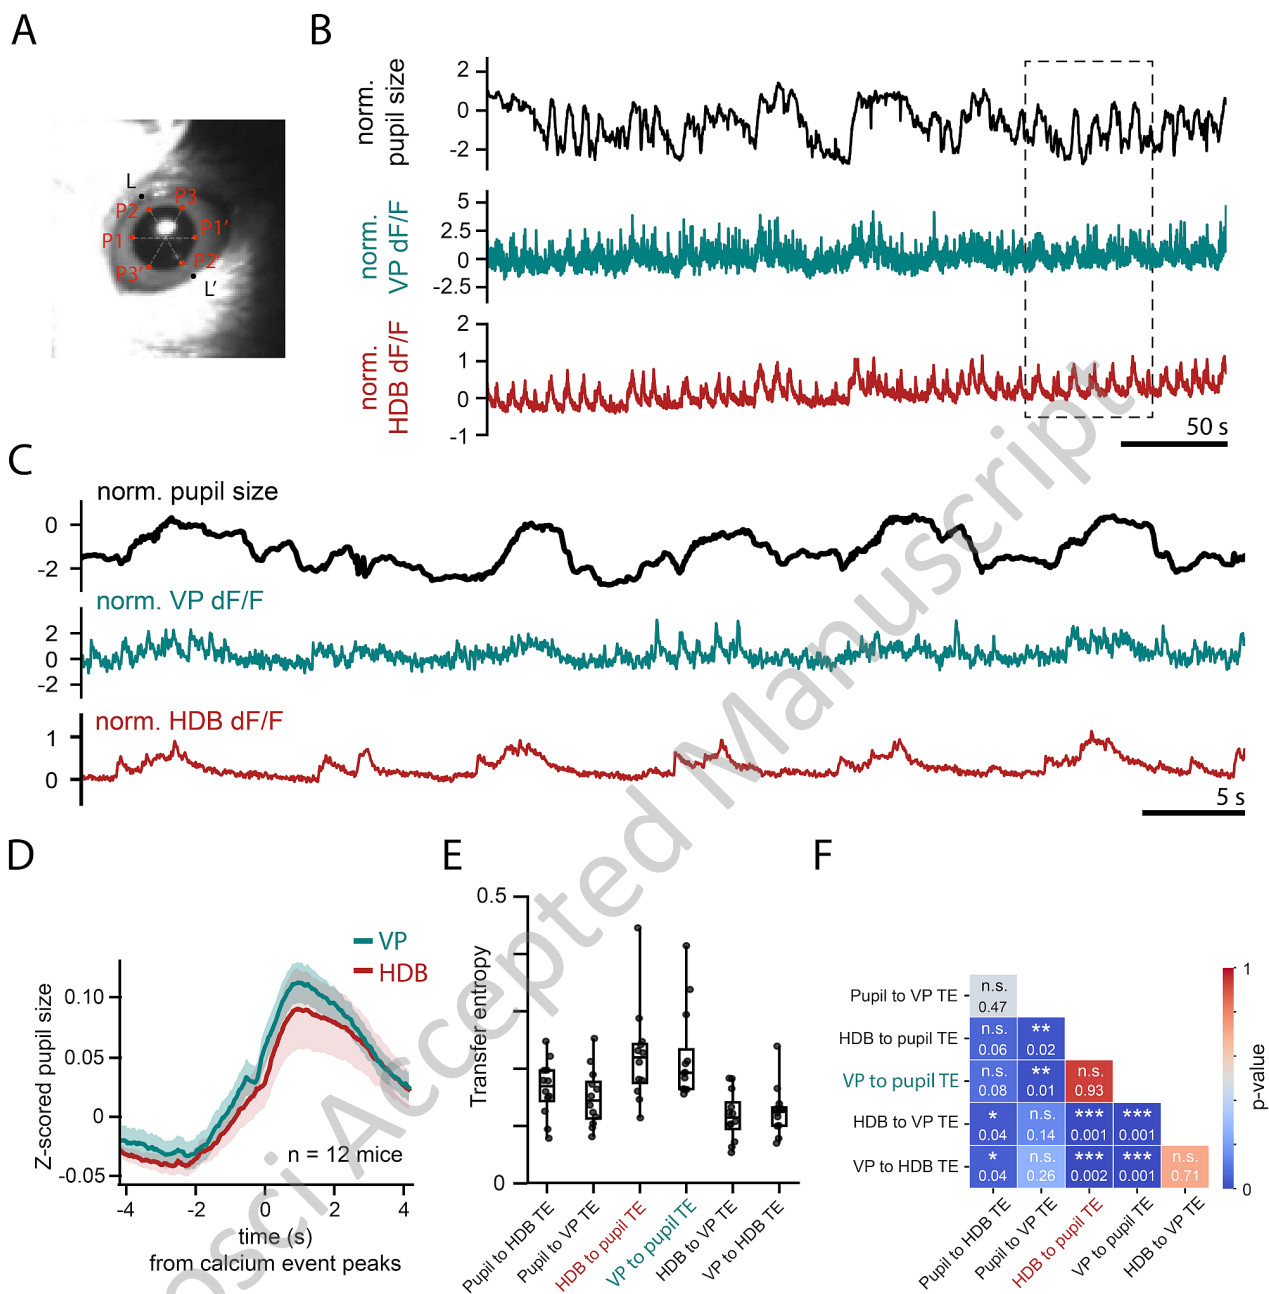 A
L
P2
P3
P1
P1’
P3’
P2’
L’
B
norm.
pupil size
2
0
-2
norm.
VP dF/F
5
2.5
0
-2.5
norm.
HDB dF/F
2
1
0
-1
50 s
C
norm. pupil size
0
-2
norm. VP dF/F
2
0
-2
norm. HDB dF/F
1
0
5 s
D
VP
HDB
Z-scored pupil size
0.10
0.05
0
-0.05
n = 12 mice
-4 -2 0 2 4
time (s)
from calcium event peaks
E
Transfer entropy
0.5
0
Pupil to HDB TE
Pupil to VP TE
HDB to pupil TE
VP to pupil TE
HDB to VP TE
VP to HDB TE
F
Pupil to VP TE
n.s.
0.47
HDB to pupil TE
n.s. **
0.06 0.02
VP to pupil TE
n.s. ** n.s.
0.08 0.01 0.93
HDB to VP TE
* n.s. *** ***
0.04 0.14 0.001 0.001
VP to HDB TE
* n.s. *** *** n.s.
0.04 0.26 0.002 0.001 0.71
Pupil to HDB TE
Pupil to VP TE
HDB to pupil TE
VP to pupil TE
HDB to VP TE
1
0
p-value
osci Accepted Manuscript